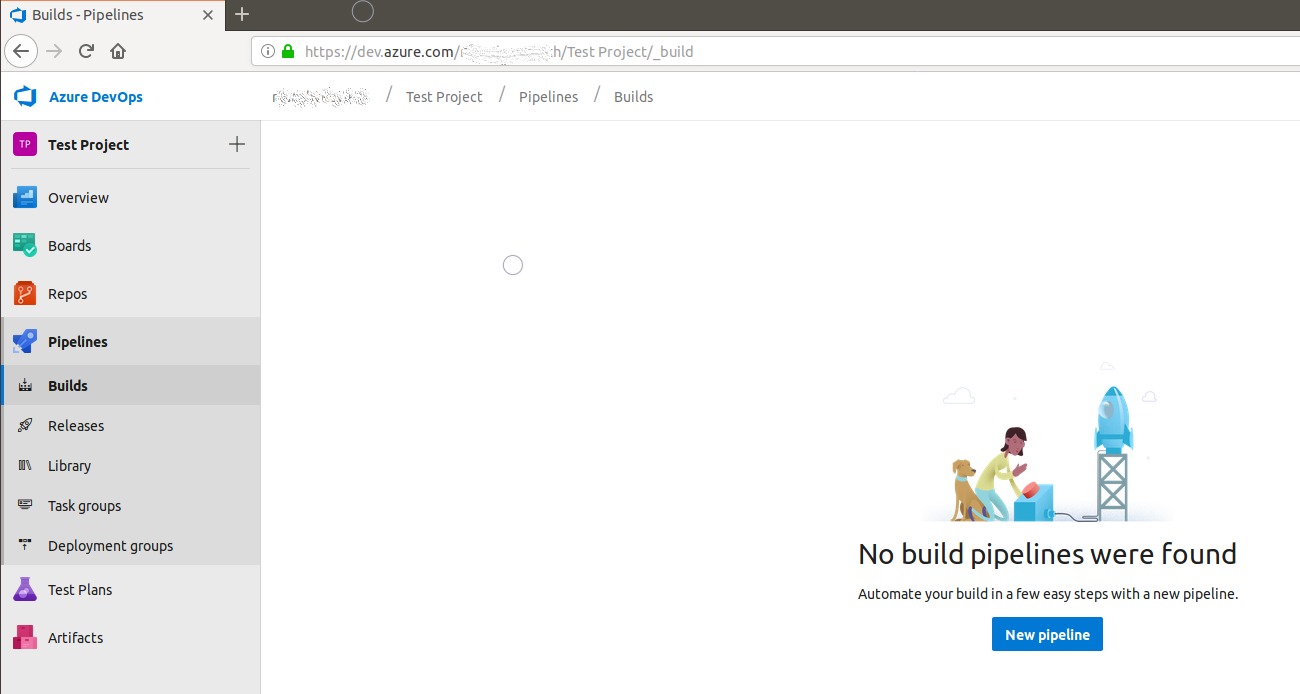 Builds - Pipelines
https://dev.azure.com/ h/Test Project/_build
Azure DevOps
/ Test Project / Pipelines / Builds
TP Test Project
Overview
Boards
Repos
Pipelines
Builds
Releases
Library
Task groups
Deployment groups
Test Plans
Artifacts
No build pipelines were found
Automate your build in a few easy steps with a new pipeline.
New pipeline